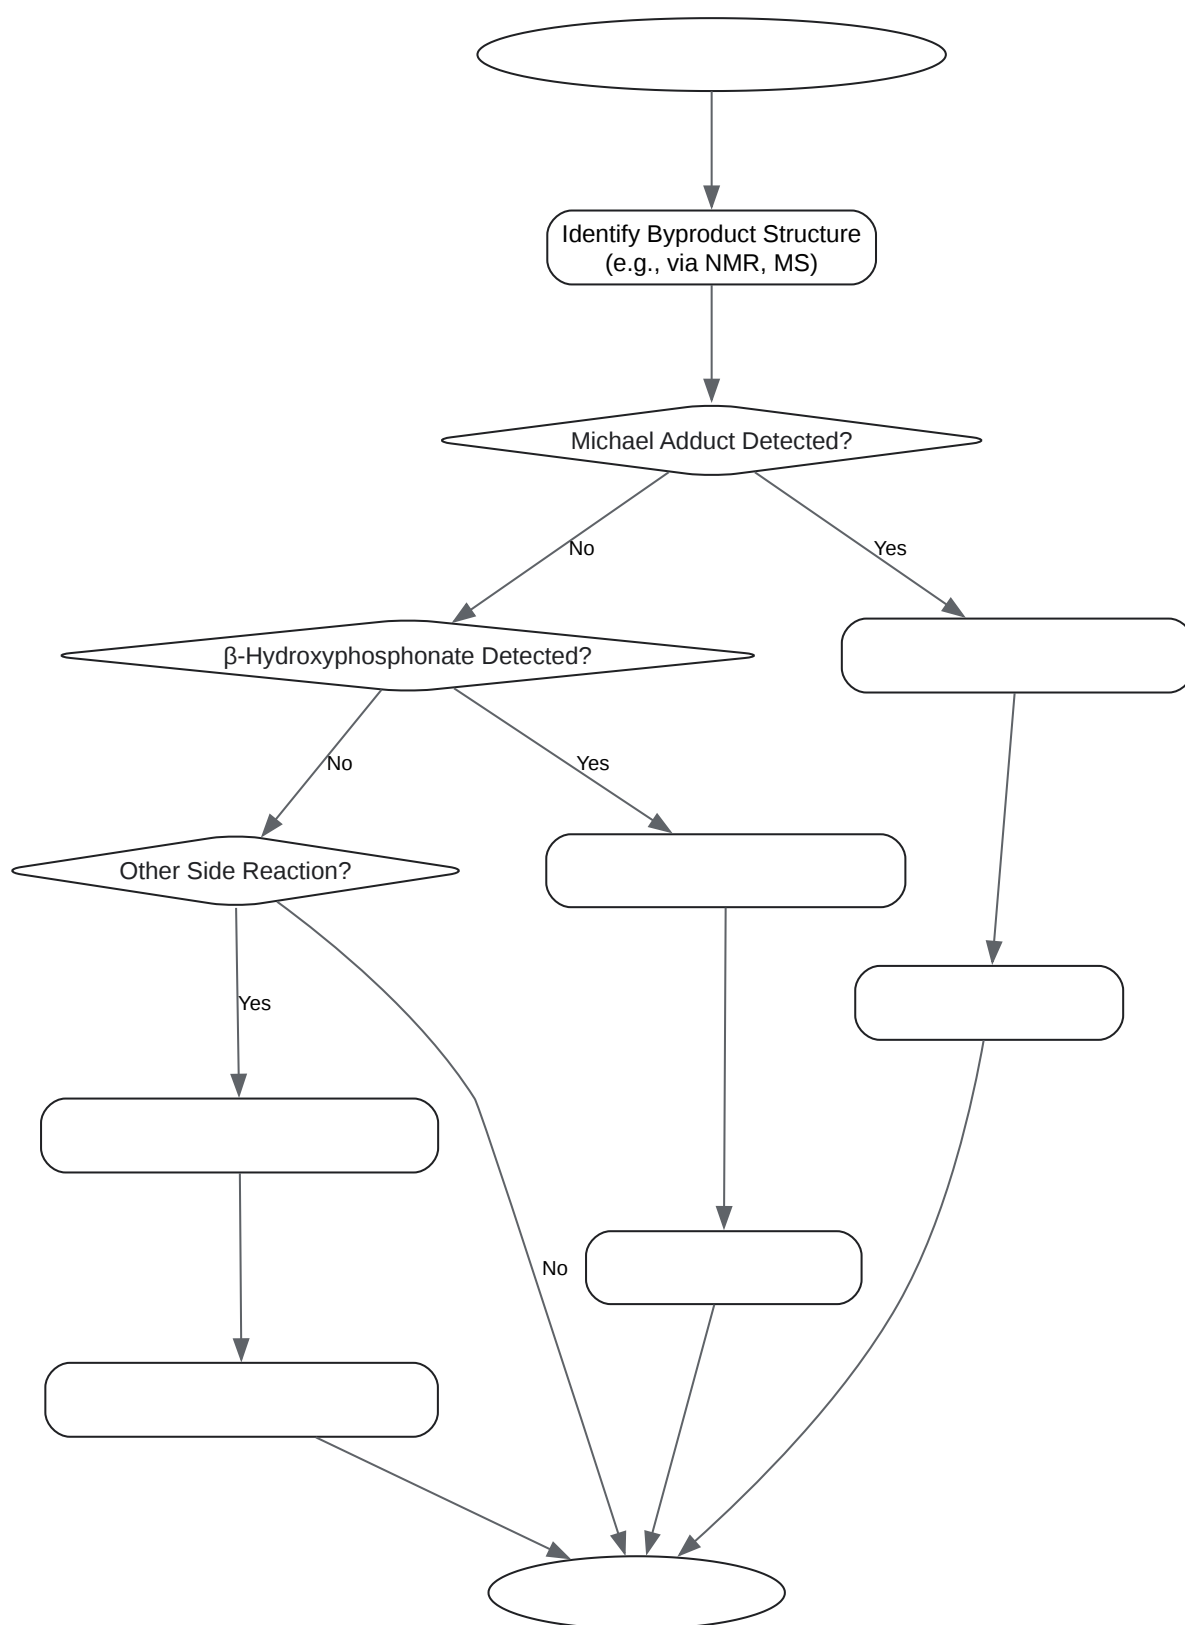 Identify Byproduct Structure
(e.g., via NMR, MS)
Michael Adduct Detected?
No
Yes
β-Hydroxyphosphonate Detected?
No
Yes
Other Side Reaction?
Yes
No